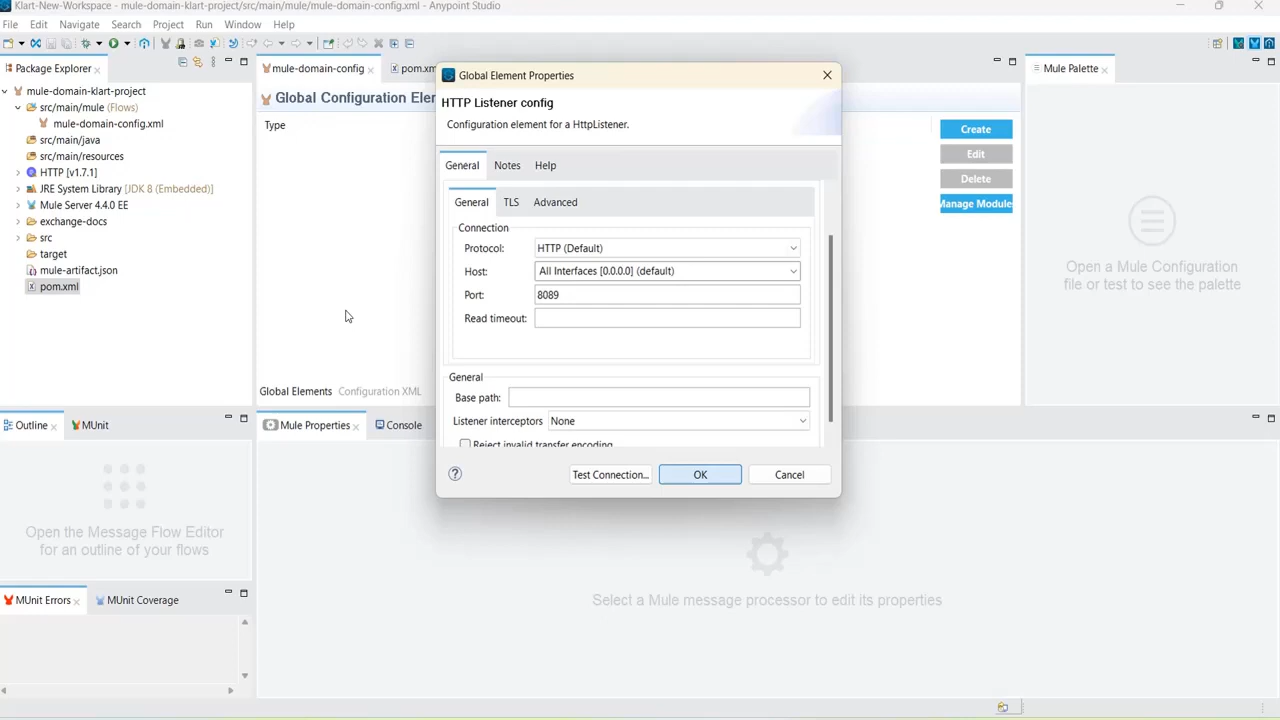 Klart-New-Workspace - mule-domain-klart-project/src/main/mule/mule-domain-config.xml - Anypoint Studio
File Edit Navigate Search Project Run Window Help
Package Explorer
mule-domain-config
Mule Palette
mule-domain-klart-project
src/main/mule (Flows)
mule-domain-config.xml
src/main/java
src/main/resources
HTTP [v1.7.1]
JRE System Library [JDK 8 (Embedded)]
Mule Server 4.4.0 EE
exchange-docs
src
target
mule-artifact.json
pom.xml
Global Configuration Eler
Type
Create
Edit
Delete
Manage Module
Global Elements Configuration XML
Global Element Properties
HTTP Listener config
Configuration element for a HttpListener.
General Notes Help
General TLS Advanced
Connection
Protocol: HTTP (Default)
Host: All Interfaces [0.0.0.0] (default)
Port: 8089
Read timeout:
General
Base path:
Listener interceptors None
Reject invalid transfer encoding
? Test Connection... OK Cancel
Open a Mule Configuration
file or test to see the palette
Outline MUnit
Mule Properties Console
Open the Message Flow Editor
for an outline of your flows
Select a Mule message processor to edit its properties
MUnit Errors MUnit Coverage